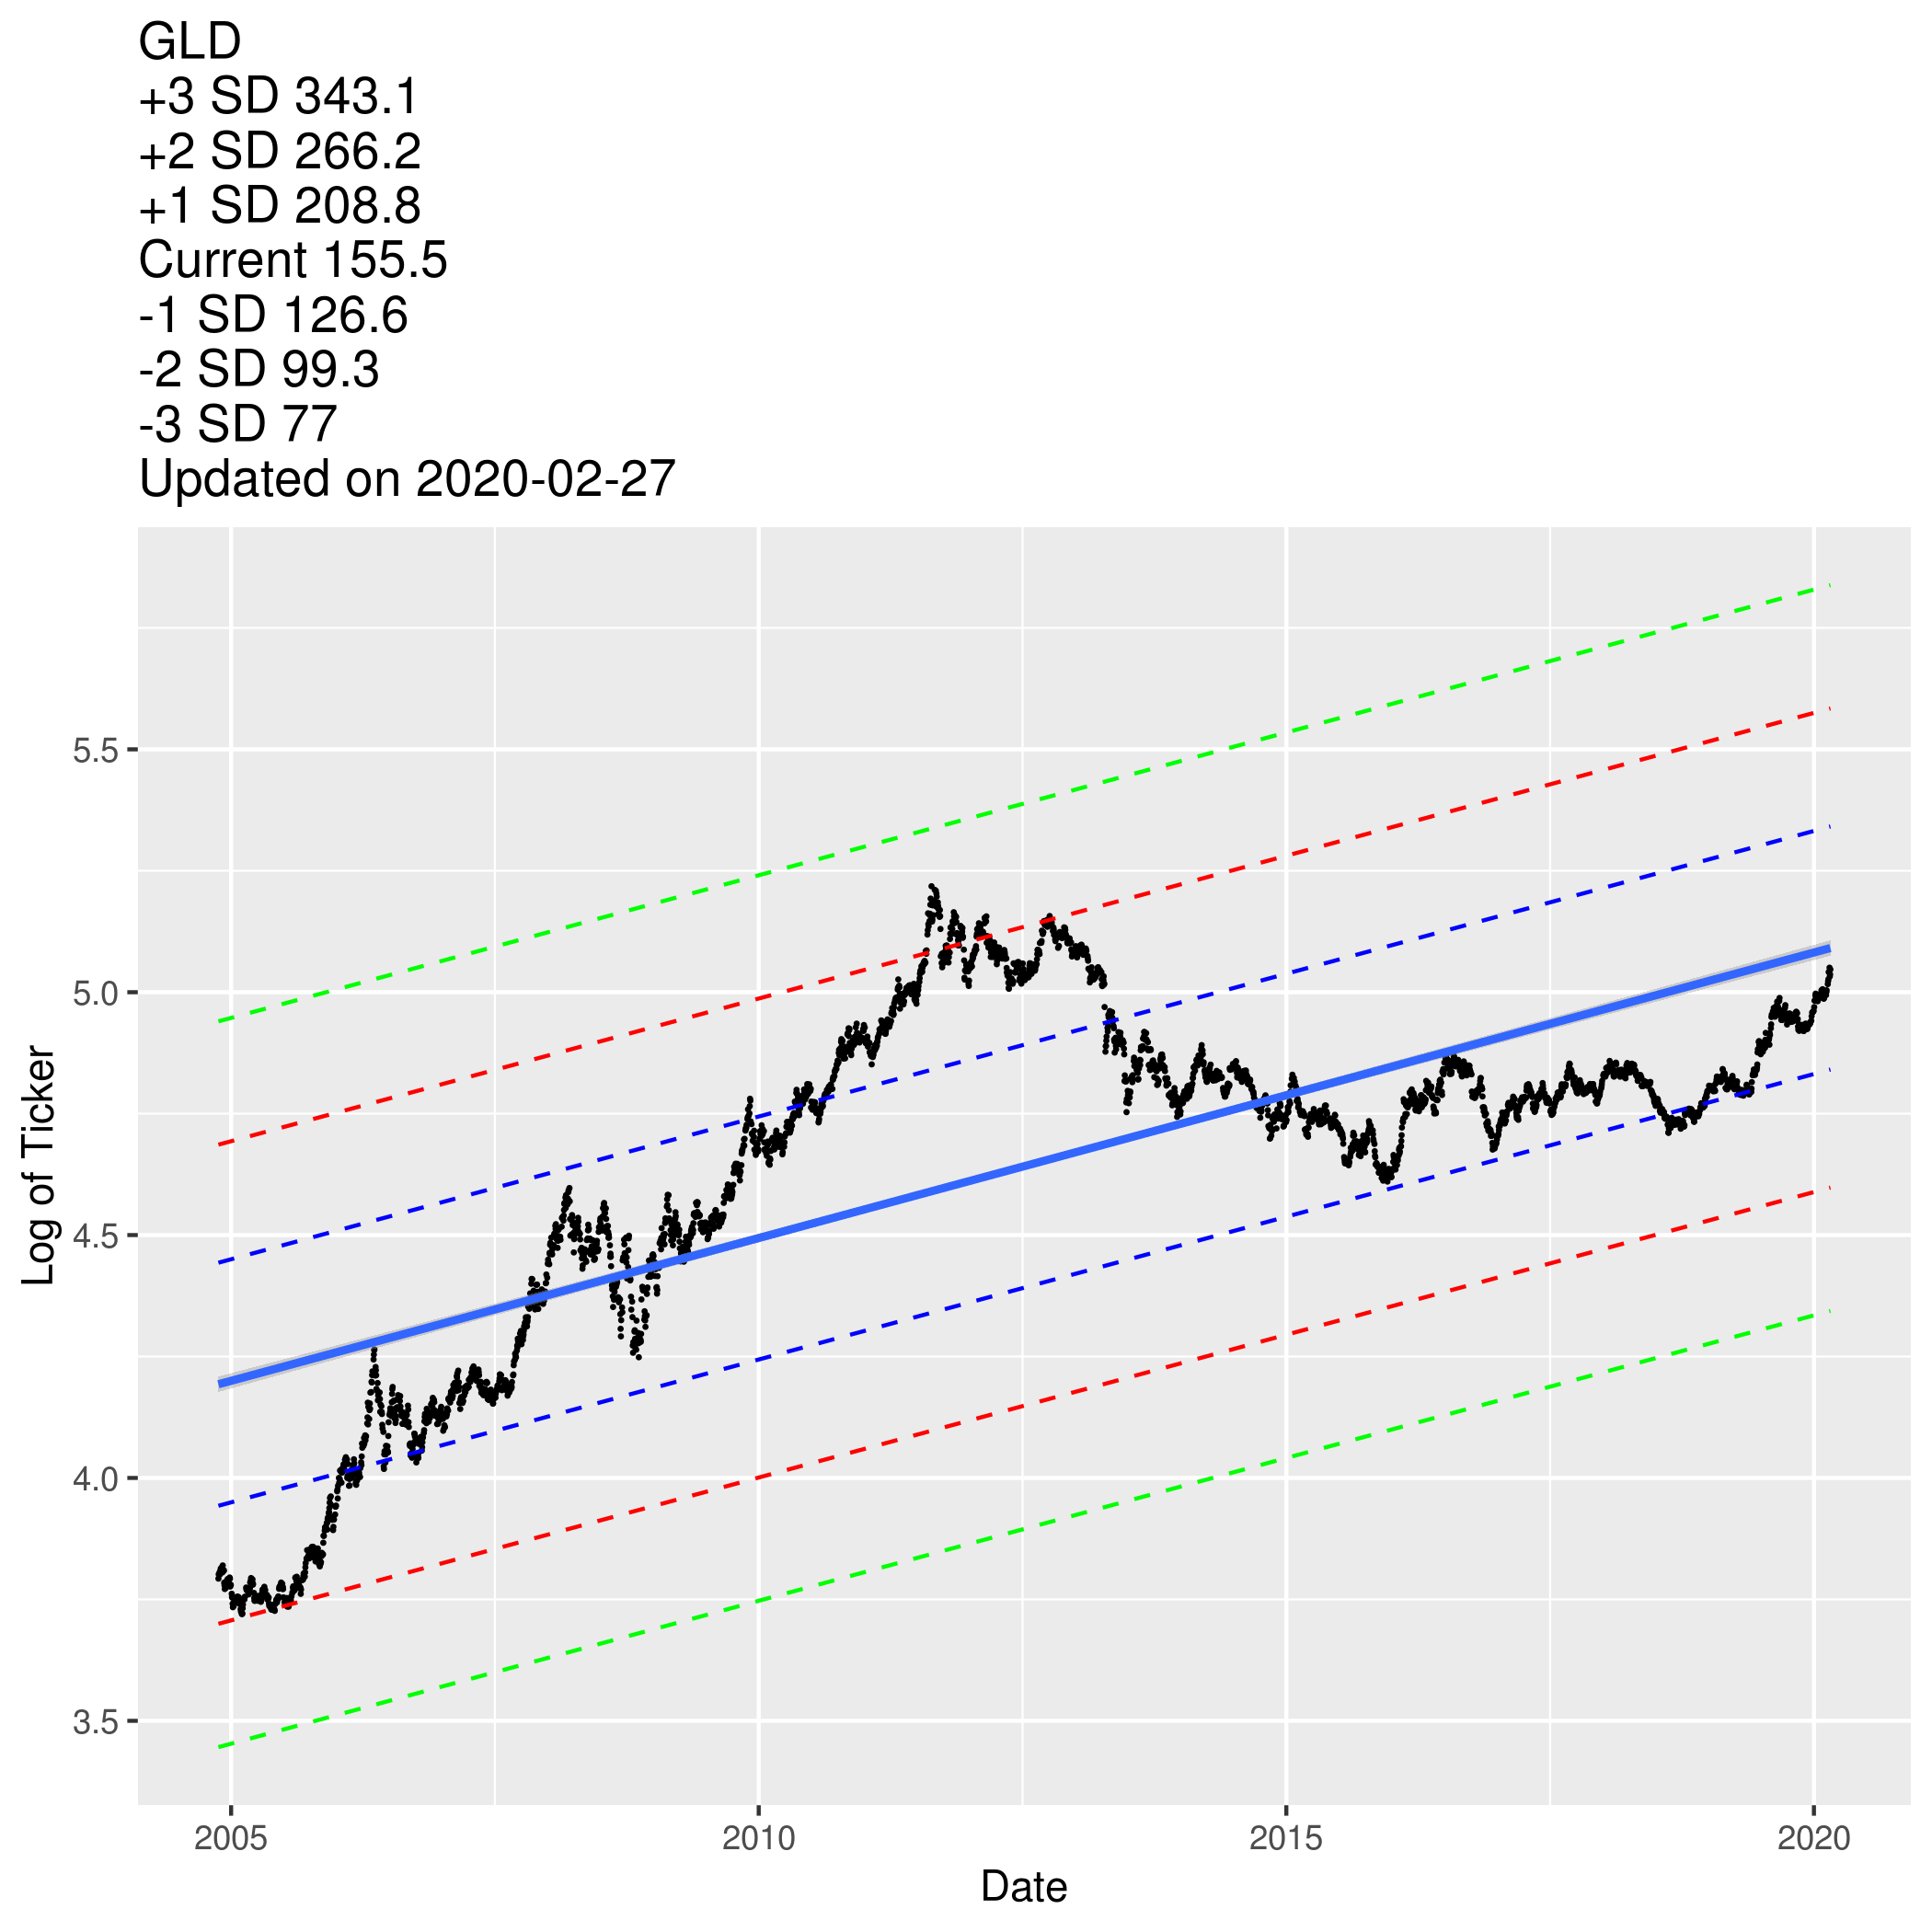 GLD
+3 SD 343.1
+2 SD 266.2
+1 SD 208.8
Current 155.5
-1 SD 126.6
-2 SD 99.3
-3 SD 77
Updated on 2020-02-27
Log of Ticker
5.5
5.0
4.5
4.0
3.5
2005 2010 2015 2020
Date